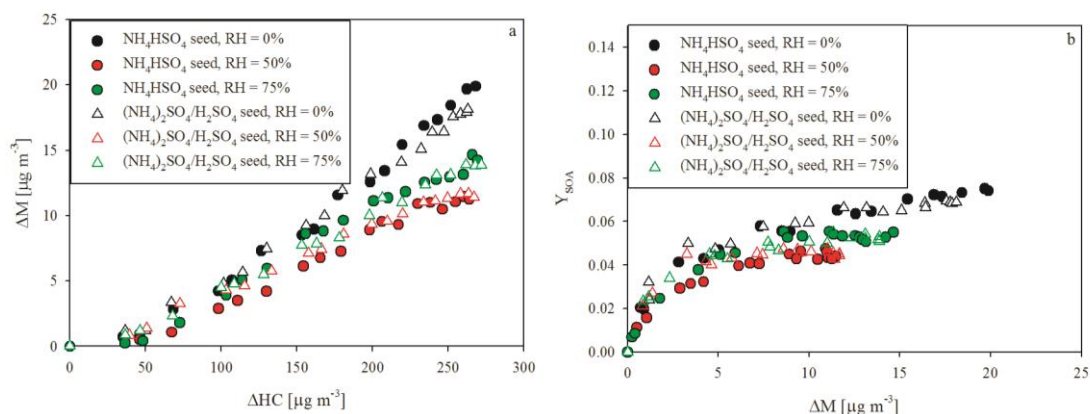 25
20
15
10
5
0
ΔM [μg m⁻³]
a
NH₄HSO₄ seed, RH = 0%
NH₄HSO₄ seed, RH = 50%
NH₄HSO₄ seed, RH = 75%
(NH₄)₂SO₄/H₂SO₄ seed, RH = 0%
(NH₄)₂SO₄/H₂SO₄ seed, RH = 50%
(NH₄)₂SO₄/H₂SO₄ seed, RH = 75%
0 50 100 150 200 250 300
ΔHC [μg m⁻³]
0.14
0.12
0.10
0.08
0.06
0.04
0.02
0.00
Y_SOA
b
NH₄HSO₄ seed, RH = 0%
NH₄HSO₄ seed, RH = 50%
NH₄HSO₄ seed, RH = 75%
(NH₄)₂SO₄/H₂SO₄ seed, RH = 0%
(NH₄)₂SO₄/H₂SO₄ seed, RH = 50%
(NH₄)₂SO₄/H₂SO₄ seed, RH = 75%
0 5 10 15 20 25
ΔM [μg m⁻³]